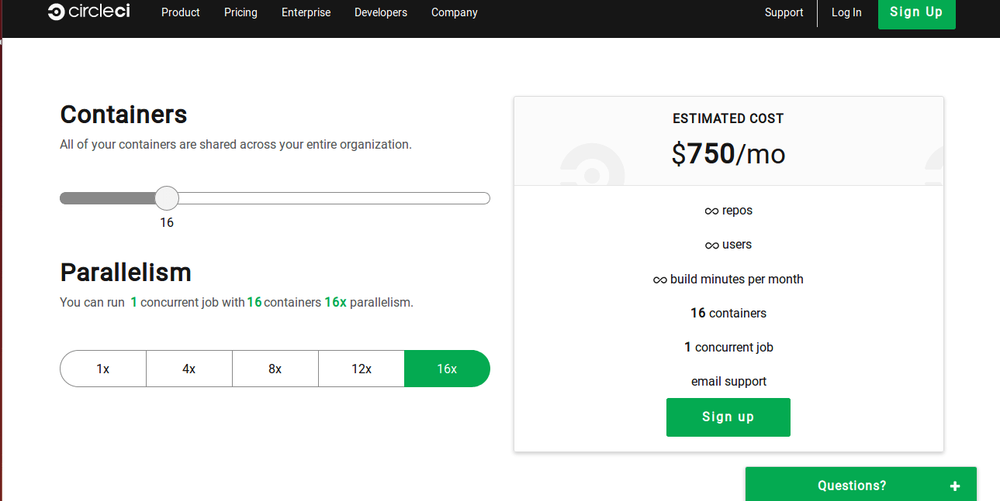 circleci Product Pricing Enterprise Developers Company Support Log In Sign Up
Containers
All of your containers are shared across your entire organization.
16
Parallelism
You can run 1 concurrent job with 16 containers 16x parallelism.
1x 4x 8x 12x 16x
ESTIMATED COST
$750/mo
∞ repos
∞ users
∞ build minutes per month
16 containers
1 concurrent job
email support
Sign up
Questions? +